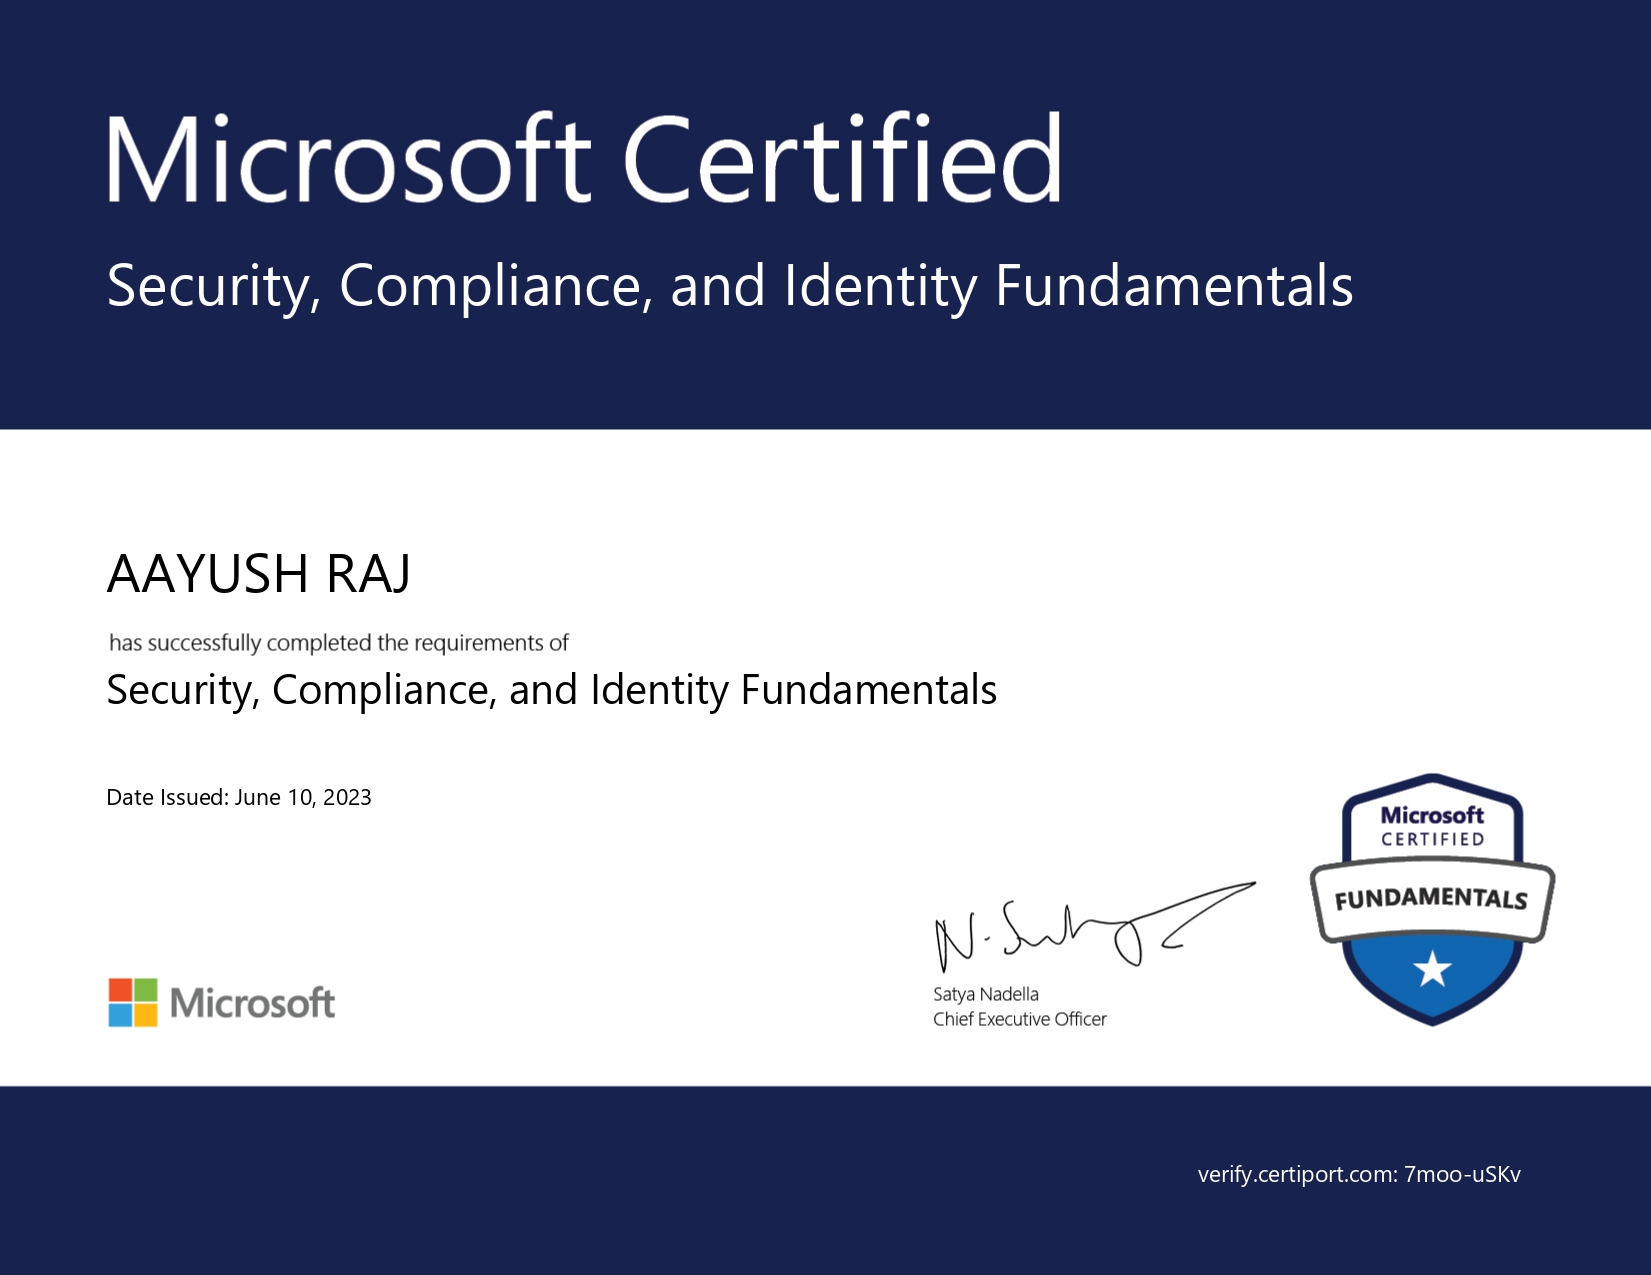 Microsoft Certified
Security, Compliance, and Identity Fundamentals
AAYUSH RAJ
has successfully completed the requirements of
Security, Compliance, and Identity Fundamentals
Date Issued: June 10, 2023
Microsoft
CERTIFIED
FUNDAMENTALS
Satya Nadella
Chief Executive Officer
Microsoft
verify.certiport.com: 7moo-uSKv